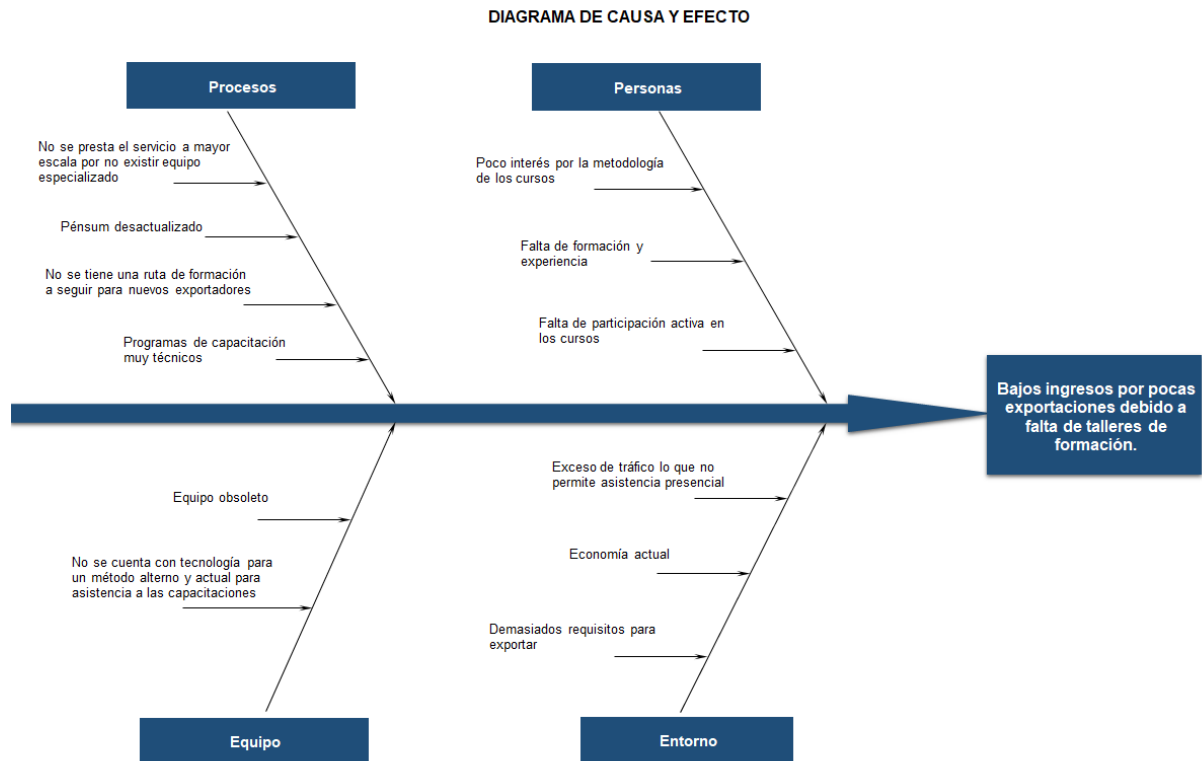 DIAGRAMA DE CAUSA Y EFECTO
Procesos
Personas
No se presta el servicio a mayor
escala por no existir equipo
especializado
Pénsum desactualizado
No se tiene una ruta de formación
a seguir para nuevos exportadores
Programas de capacitación
muy técnicos
Poco interés por la metodología
de los cursos
Falta de formación y
experiencia
Falta de participación activa en
los cursos
Bajos ingresos por pocas
exportaciones debido a
falta de talleres de
formación.
Equipo obsoleto
No se cuenta con tecnología para
un método alterno y actual para
asistencia a las capacitaciones
Exceso de tráfico lo que no
permite asistencia presencial
Economía actual
Demasiados requisitos para
exportar
Equipo
Entorno